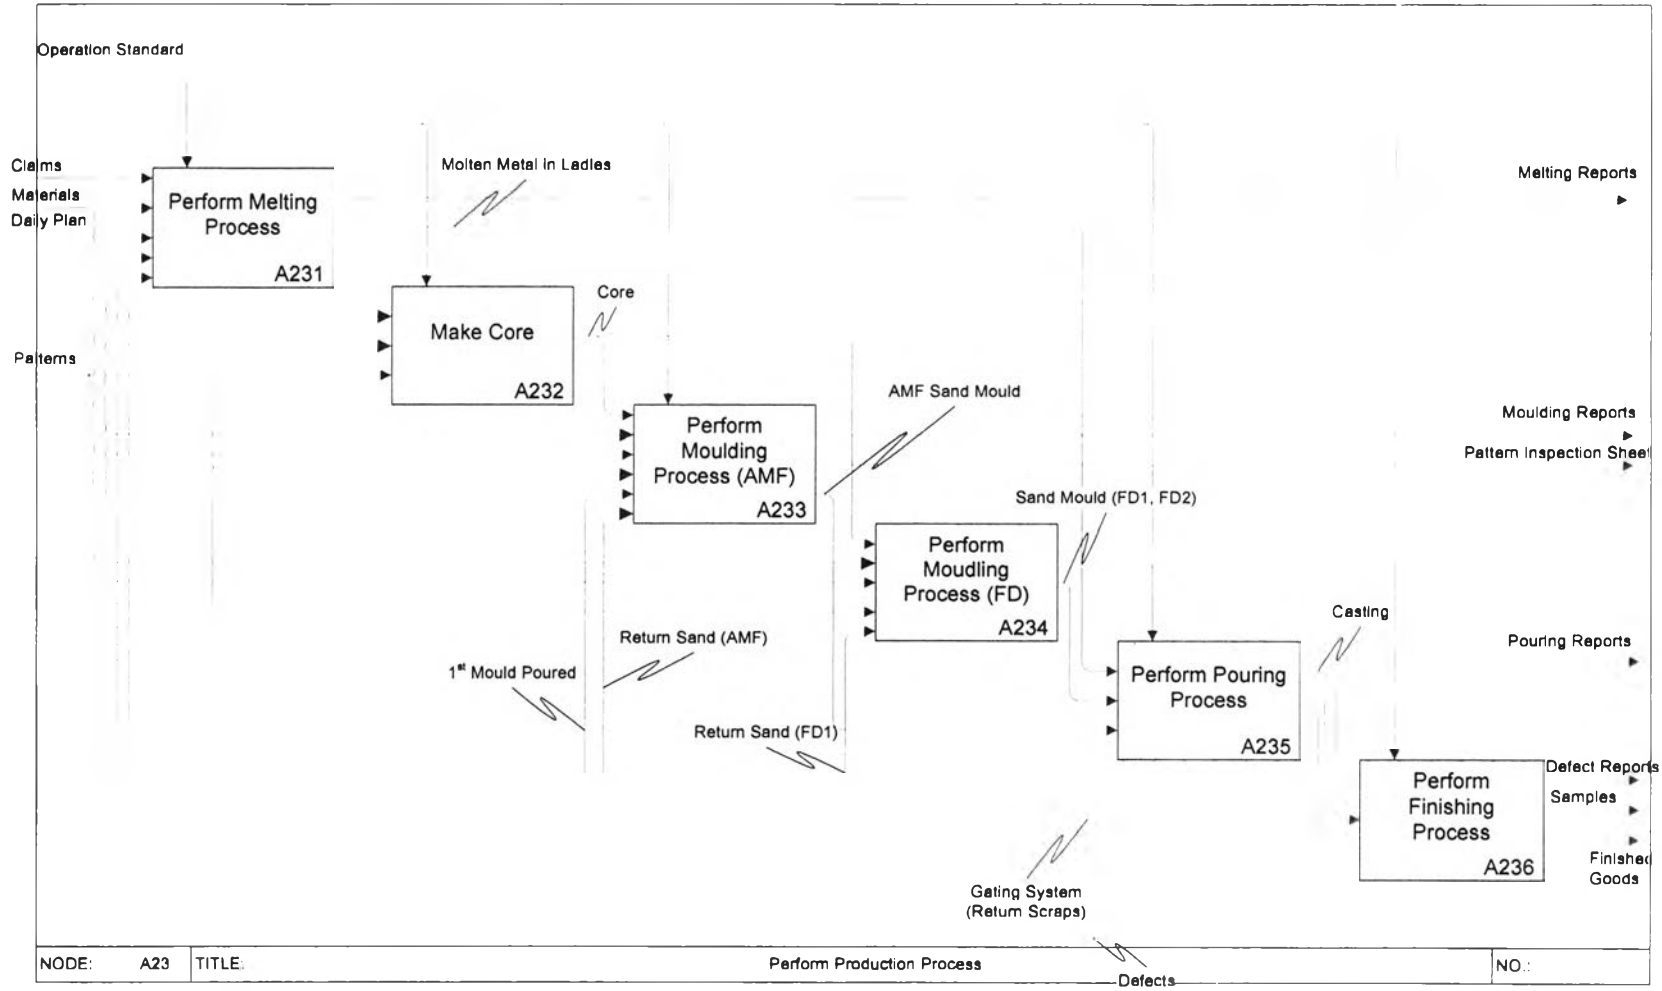 Operation Standard
Claims
Materials
Daily Plan
Patterns
Perform Melting
Process
A231
Molten Metal in Ladles
Melting Reports
Make Core
A232
Core
Perform
Moulding
Process (AMF)
A233
AMF Sand Mould
Moulding Reports
Pattern Inspection Sheet
Sand Mould (FD1, FD2)
Perform
Moudling
Process (FD)
A234
Return Sand (AMF)
1st Mould Poured
Return Sand (FD1)
Casting
Pouring Reports
Perform Pouring
Process
A235
Perform
Finishing
Process
A236
Defect Reports
Samples
Finished
Goods
Gating System
(Return Scraps)
Defects
NODE: A23 TITLE: Perform Production Process NO.: